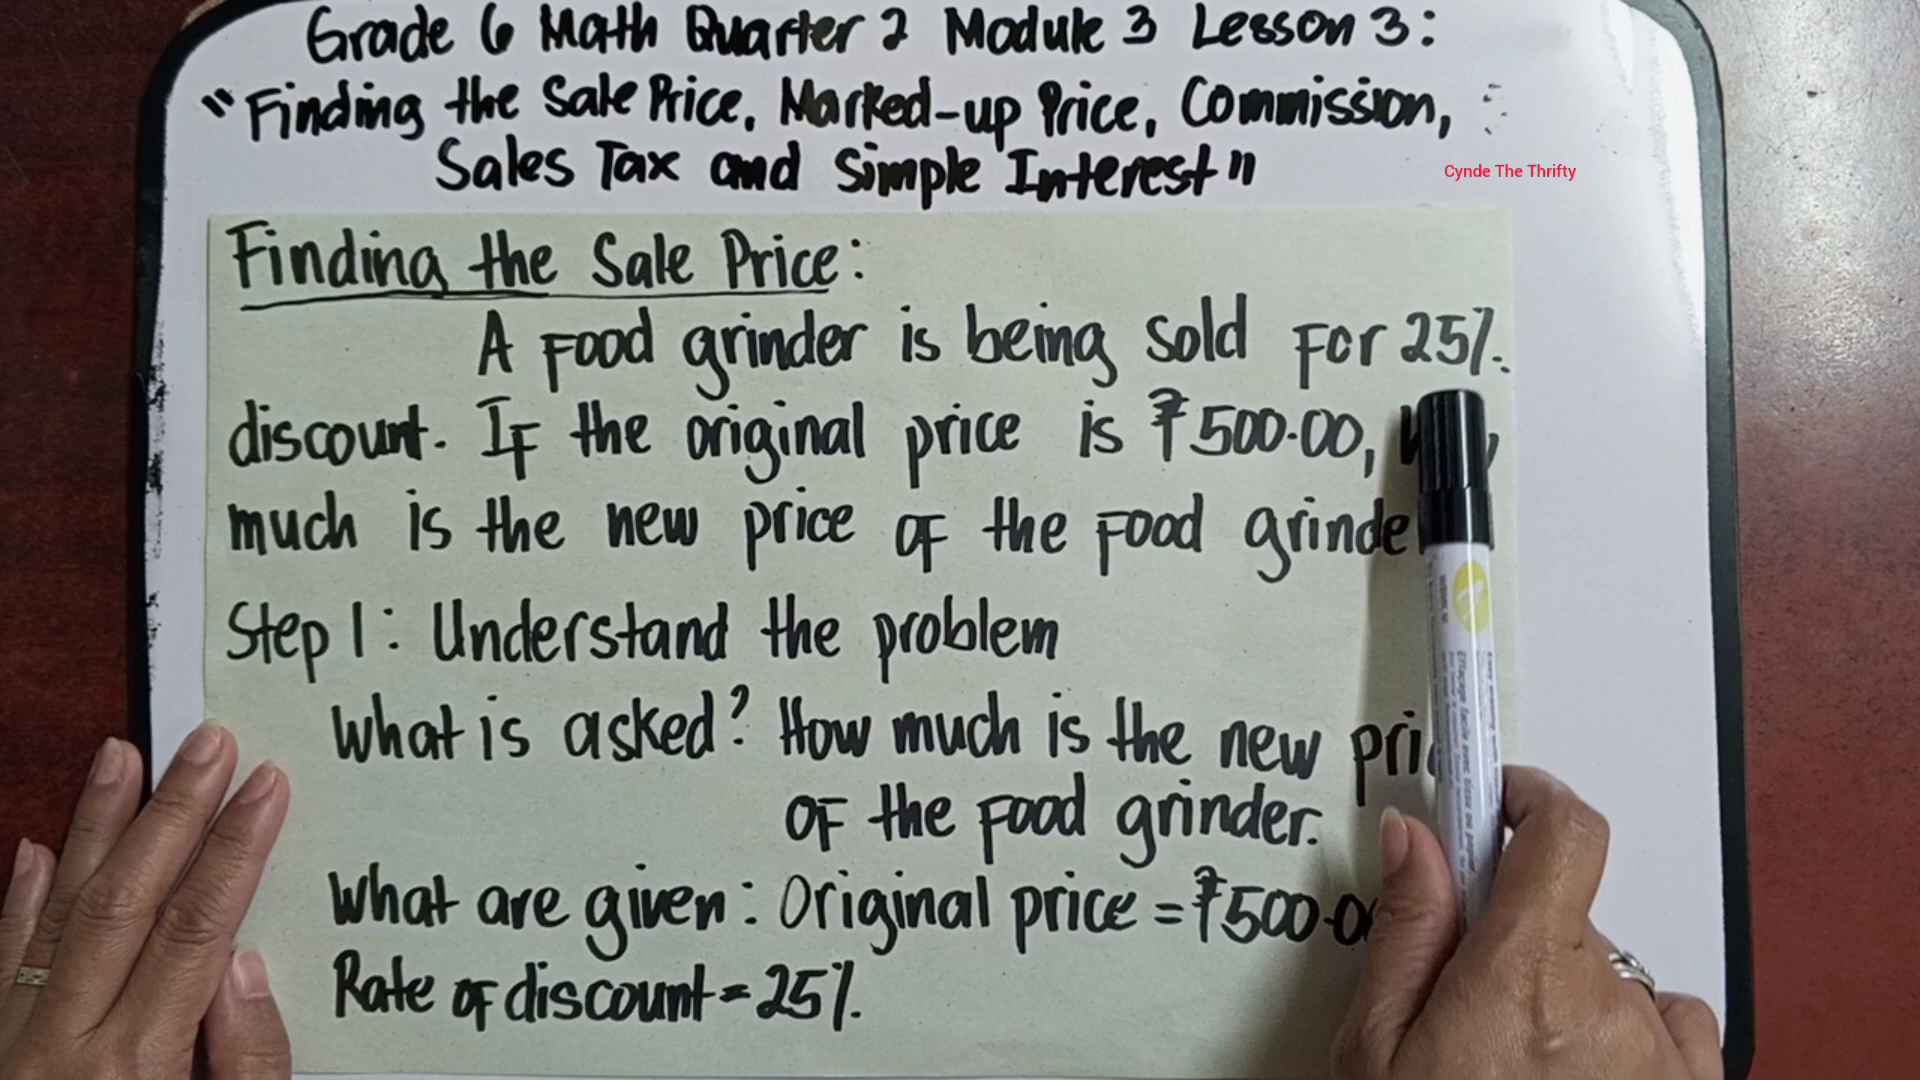 Grade 6 Math Quarter 2 Module 3 Lesson 3:
"Finding the Sale Price, Marked-up Price, Commission,
Sales Tax and Simple Interest"
Cynde The Thrifty
Finding the Sale Price:
A Food grinder is being sold For 25%
discount. IF the original price is ₱500.00,
much is the new price OF the Food
Step 1: Understand the problem
What is asked? How much is the new
OF the Food grinder.
What are given: Original price = ₱500.0
Rate OF discount = 25%